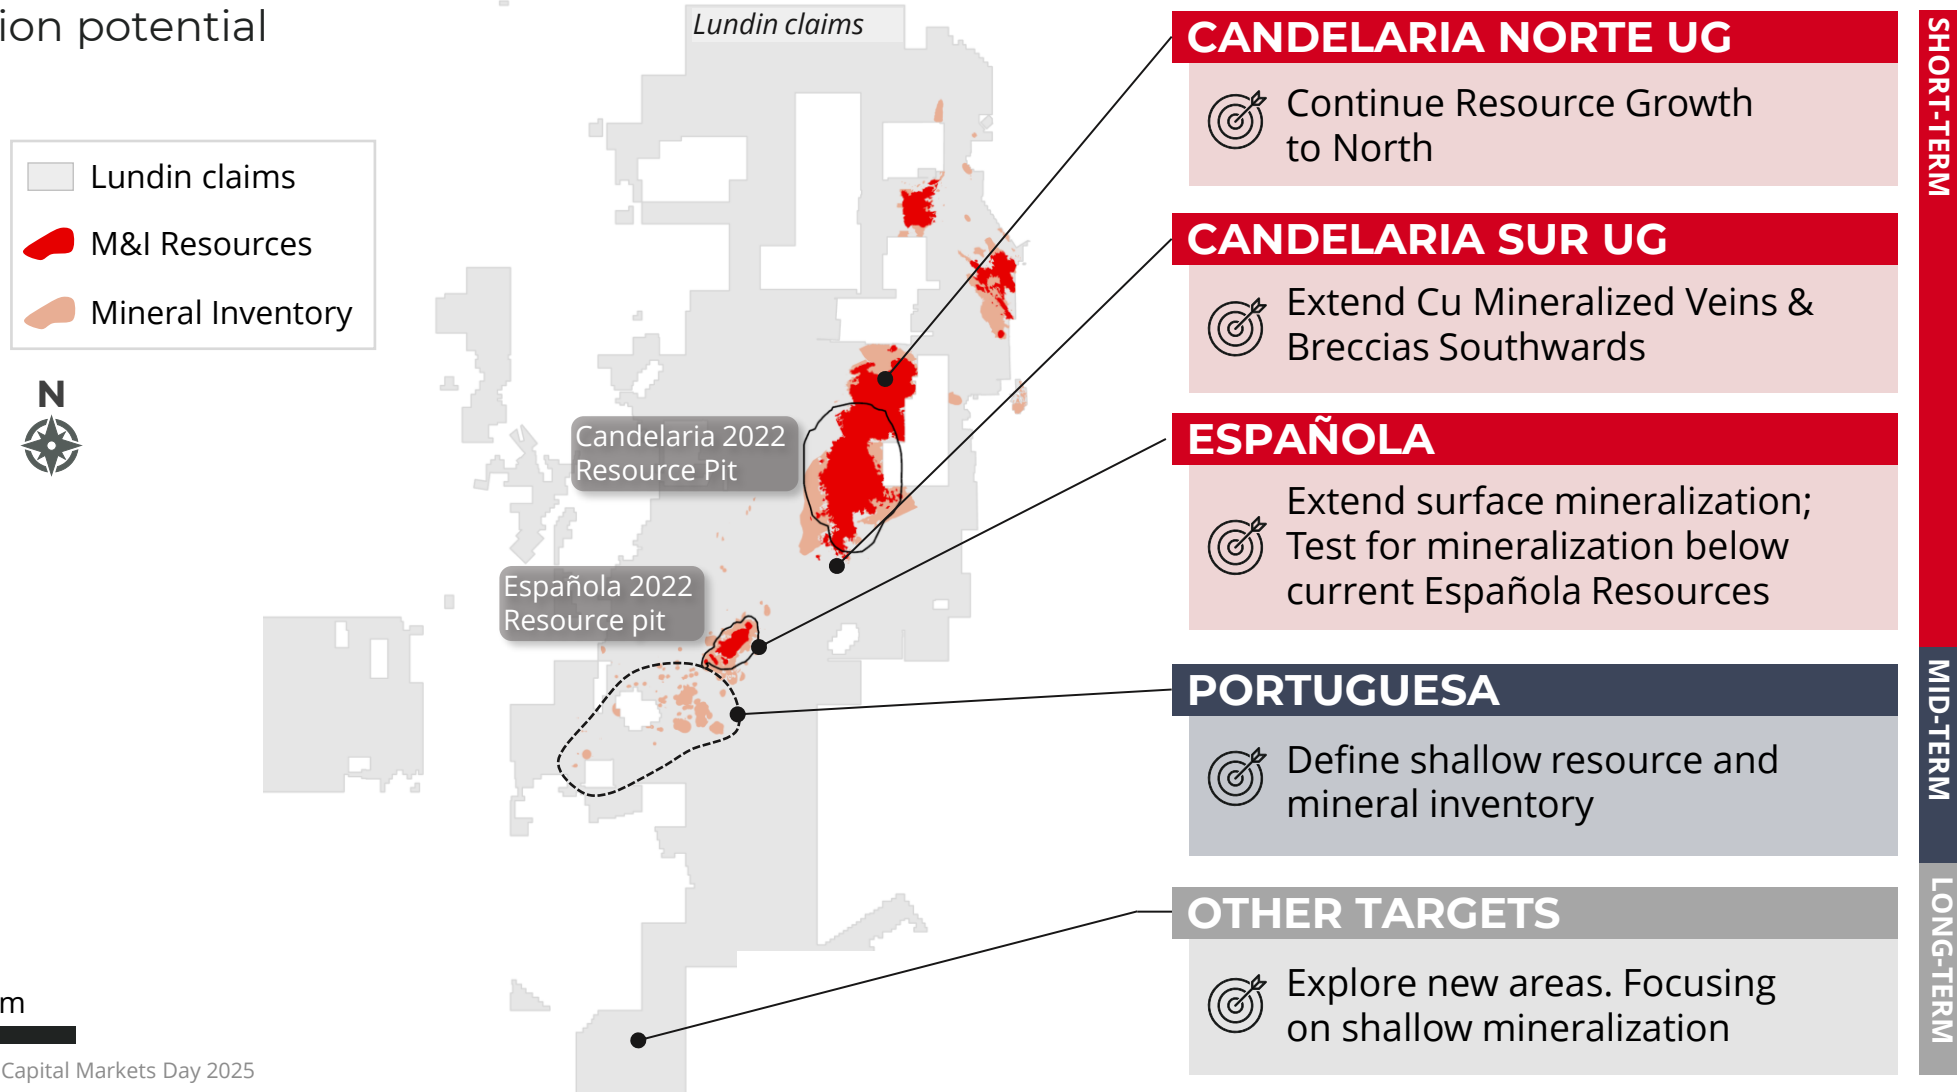 ion potential
Lundin claims
Lundin claims
M&I Resources
Mineral Inventory
N
Candelaria 2022
Resource Pit
Española 2022
Resource pit
CANDELARIA NORTE UG
Continue Resource Growth
to North
CANDELARIA SUR UG
Extend Cu Mineralized Veins &
Breccias Southwards
ESPAÑOLA
Extend surface mineralization;
Test for mineralization below
current Española Resources
PORTUGUESA
Define shallow resource and
mineral inventory
OTHER TARGETS
Explore new areas. Focusing
on shallow mineralization
SHORT-TERM
MID-TERM
LONG-TERM
m
Capital Markets Day 2025